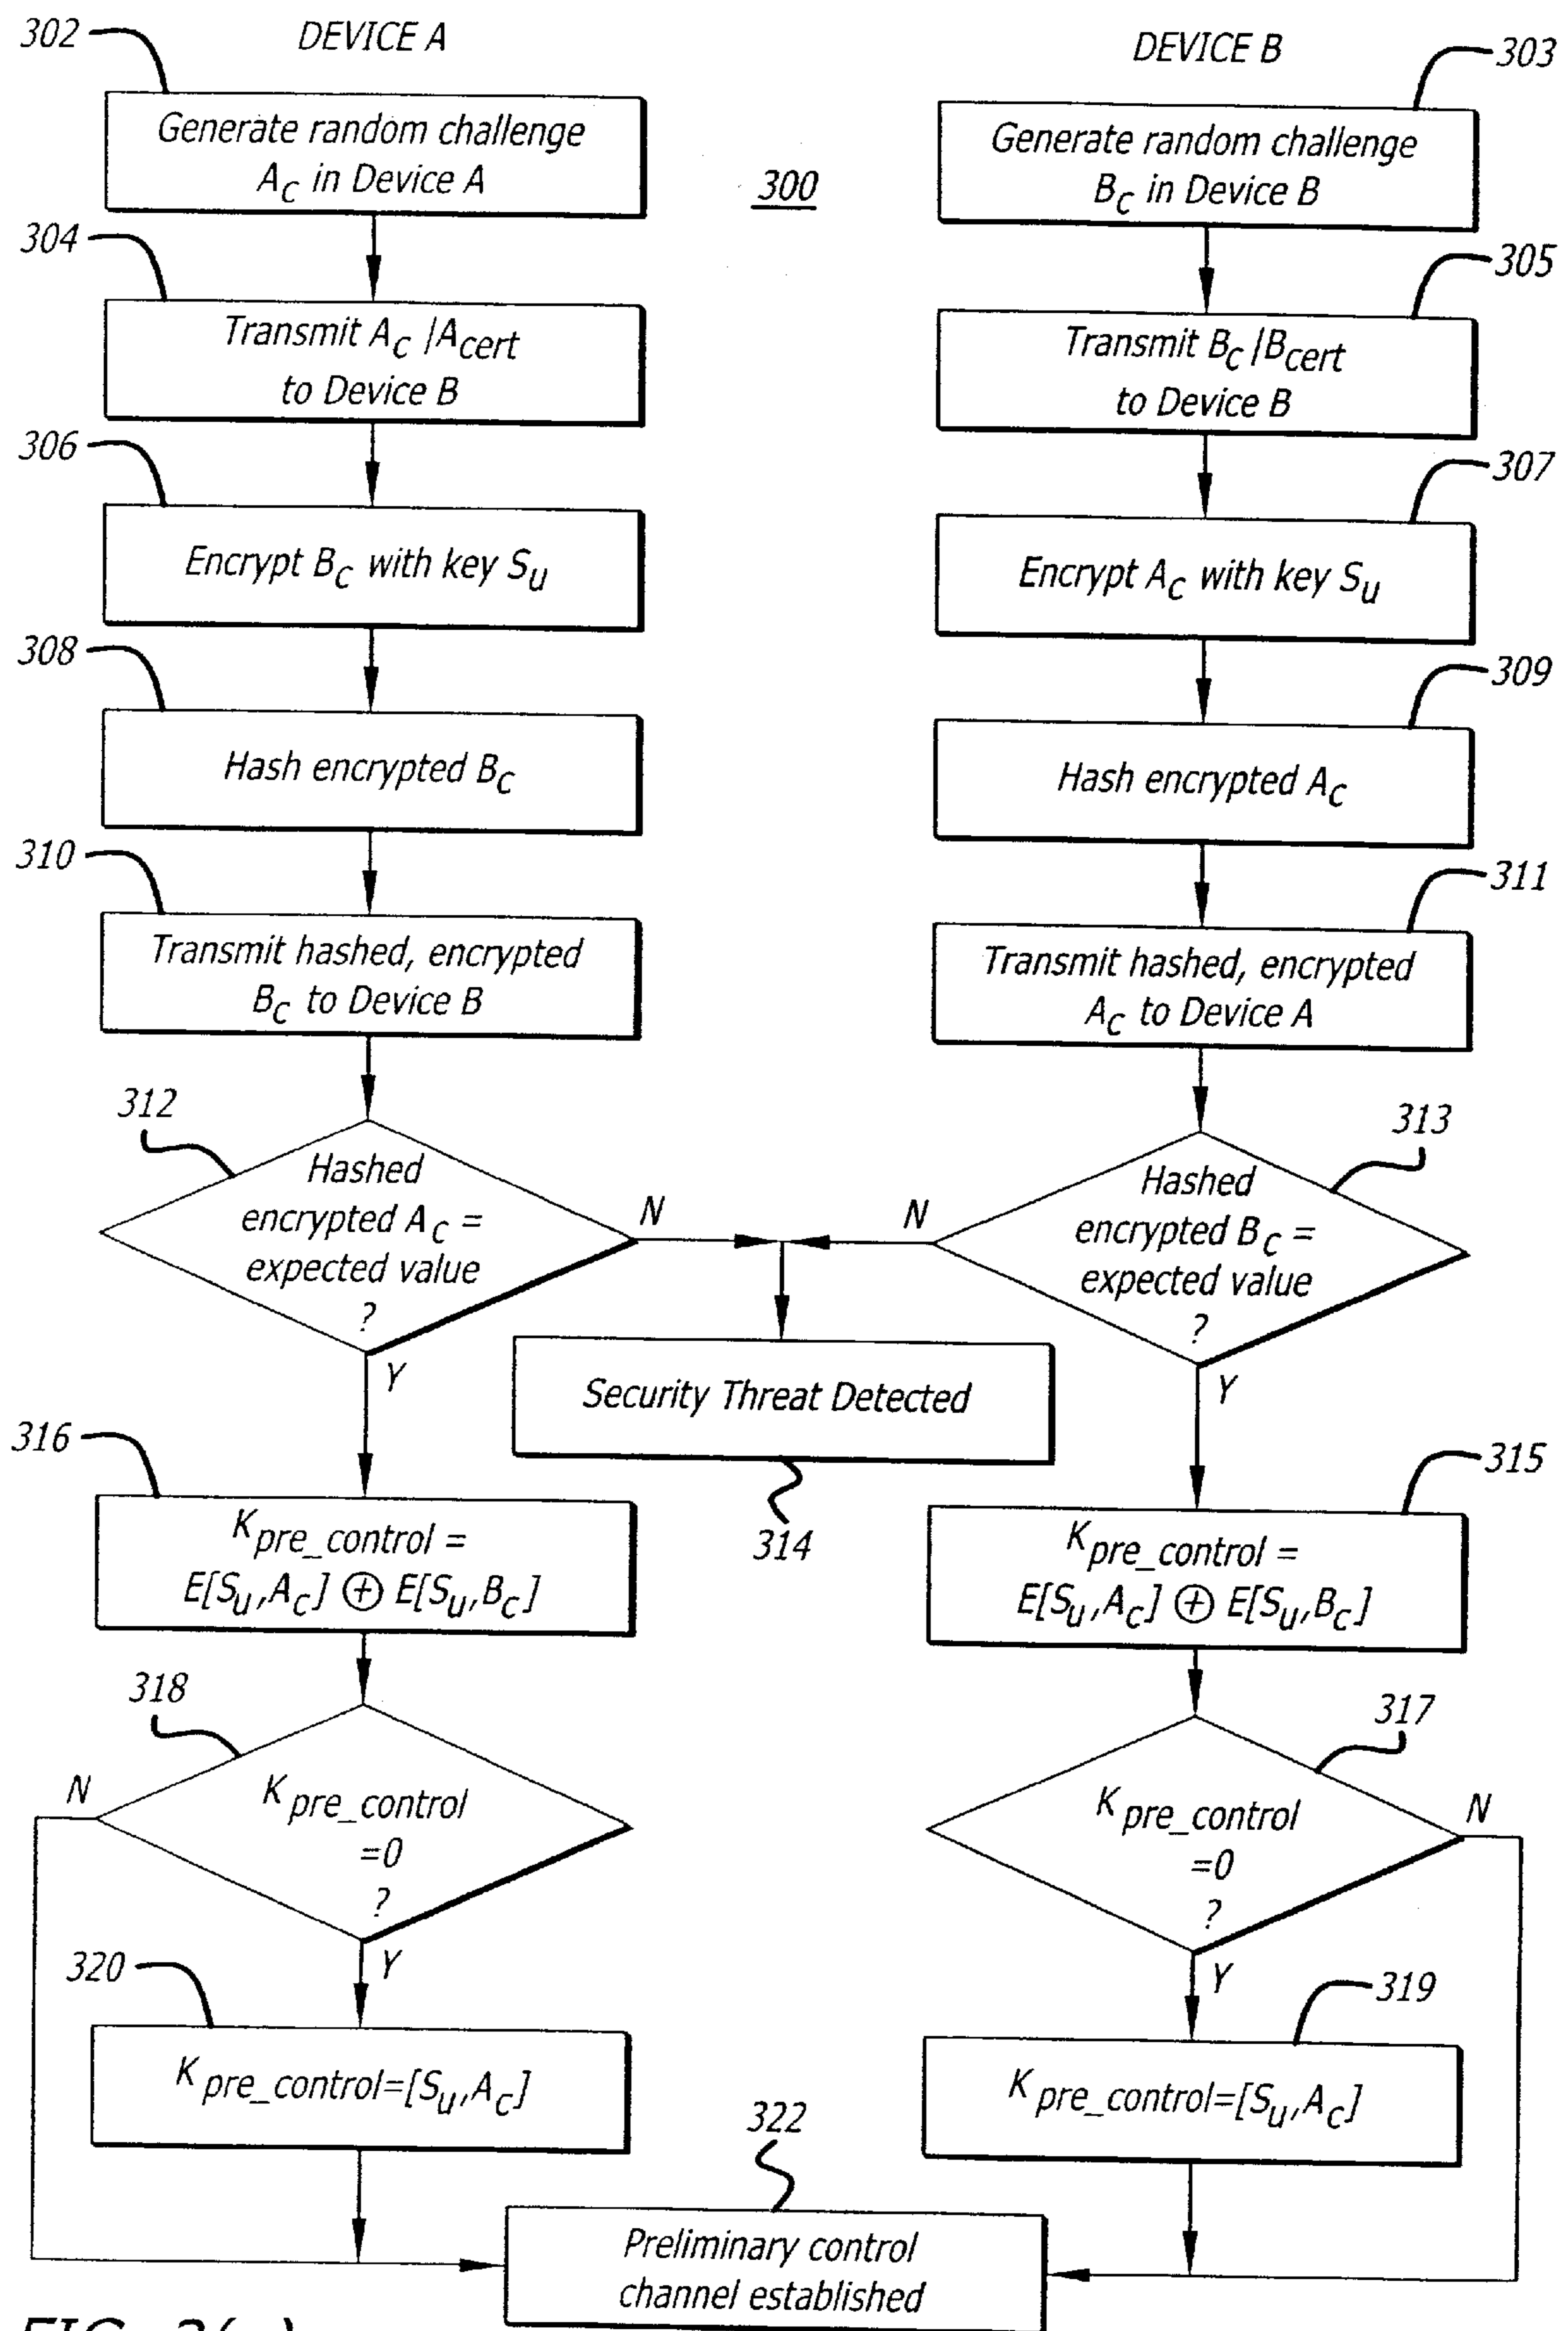 302
DEVICE A
DEVICE B
303
Generate random challenge
A_C in Device A
300
Generate random challenge
B_C in Device B
304
305
Transmit A_C |A_cert
to Device B
Transmit B_C |B_cert
to Device B
306
307
Encrypt B_C with key S_u
Encrypt A_C with key S_u
308
309
Hash encrypted B_C
Hash encrypted A_C
310
311
Transmit hashed, encrypted
B_C to Device B
Transmit hashed, encrypted
A_C to Device A
312
313
Hashed
encrypted A_C =
expected value
?
N
N
Hashed
encrypted B_C =
expected value
?
Y
Security Threat Detected
Y
316
314
315
K_pre_control =
E[S_u,A_C] ⊕ E[S_u,B_C]
K_pre_control =
E[S_u,A_C] ⊕ E[S_u,B_C]
318
317
N
K_pre_control
=0
?
K_pre_control
=0
?
N
Y
Y
320
319
K_pre_control=[S_u,A_C]
K_pre_control=[S_u,A_C]
322
Preliminary control
channel established